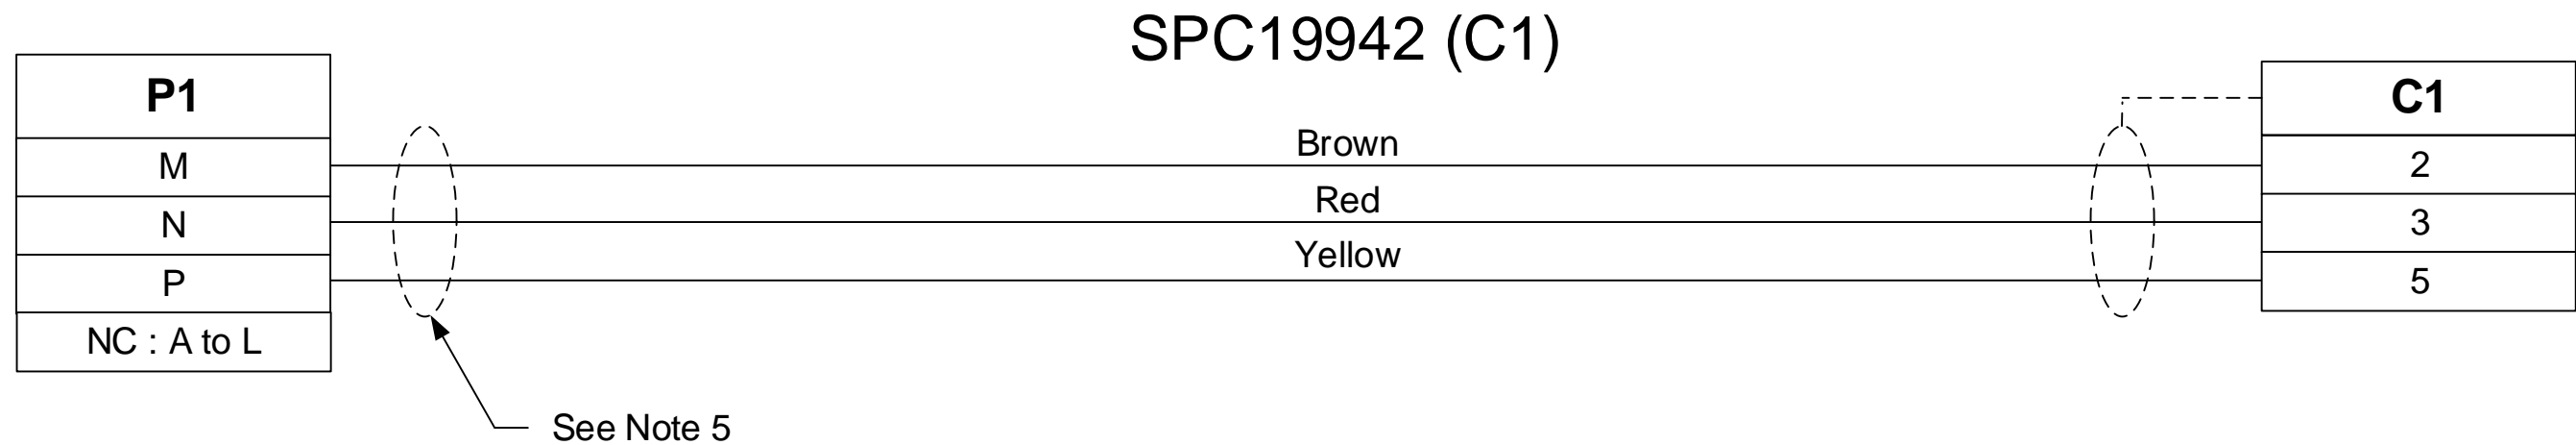 SPC19942 (C1)
P1
M
N
P
NC : A to L
Brown
Red
Yellow
C1
2
3
5
See Note 5